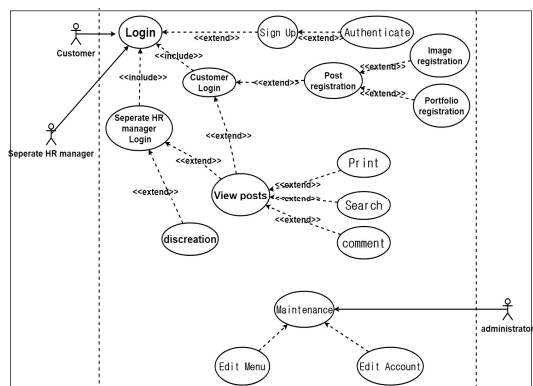 Login
<<extend>>
Sign Up
<<extend>>
Authenticate
Customer
<<include>>
<<include>>
Customer
Login
<<extend>>
Post
registration
<<extend>>
Image
registration
<<extend>>
Portfolio
registration
Seperate HR
manager
Login
Seperate HR manager
<<extend>>
<<extend>>
<<extend>>
View posts
discreation
Print
<<extend>>
<<extend>>
Search
<<extend>>
comment
Maintenance
administrator
Edit Menu
Edit Account